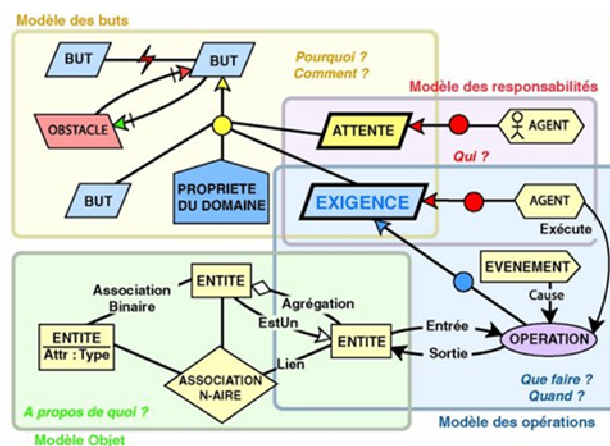 Modèle des buts
BUT
BUT
Pourquoi ?
Comment ?
Modèle des responsabilités
OBSTACLE
ATTENTE
AGENT
Qui ?
BUT
PROPRIETE
DU DOMAINE
EXIGENCE
AGENT
Exécute
EVENEMENT
Cause
Association
Binaire
ENTITE
Agrégation
EstUn
ENTITE
Attr : Type
ENTITE
Entrée
Sortie
OPERATION
Lien
ASSOCIATION
N-AIRE
Que faire ?
Quand ?
A propos de quoi ?
Modèle des opérations
Modèle Objet